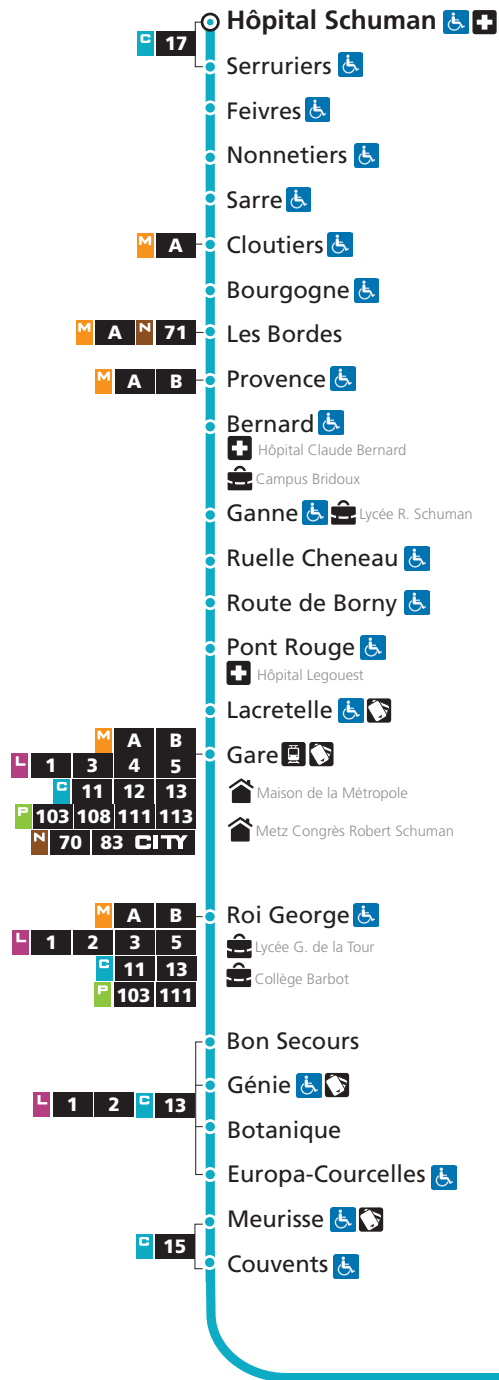 Hôpital Schuman
C 17
Serruriers
Feivres
Nonnetiers
Sarre
M A Cloutiers
Bourgogne
M A N 71 Les Bordes
M A B Provence
Bernard
Hôpital Claude Bernard
Campus Bridoux
Ganne Lycée R. Schuman
Ruelle Cheneau
Route de Borny
Pont Rouge
Hôpital Legouest
Lacretelle
M A B
L 1 3 4 5
Gare
C 11 12 13
Maison de la Métropole
P 103 108 111 113
N 70 83 CITY
Metz Congrès Robert Schuman
M A B Roi George
L 1 2 3 5
Lycée G. de la Tour
C 11 13
Collège Barbot
P 103 111
Bon Secours
Génie
L 1 2 C 13
Botanique
Europa-Courcelles
Meurisse
C 15
Couvents